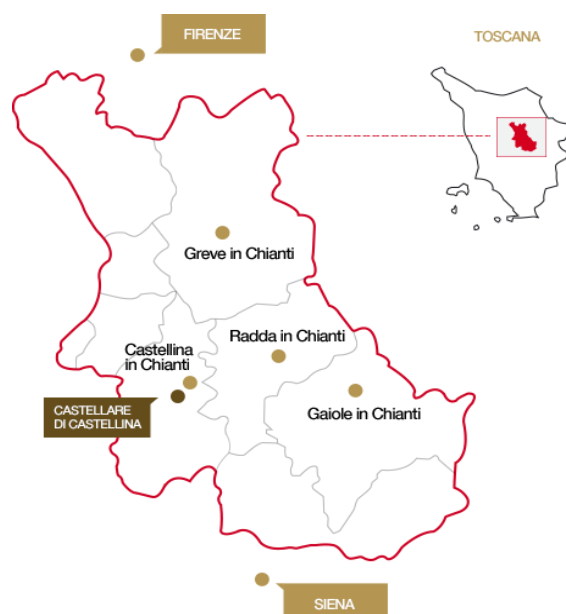 FIRENZE
TOSCANA
Greve in Chianti
Radda in Chianti
Castellina
in Chianti
CASTELLARE
DI CASTELLINA
Gaiole in Chianti
SIENA